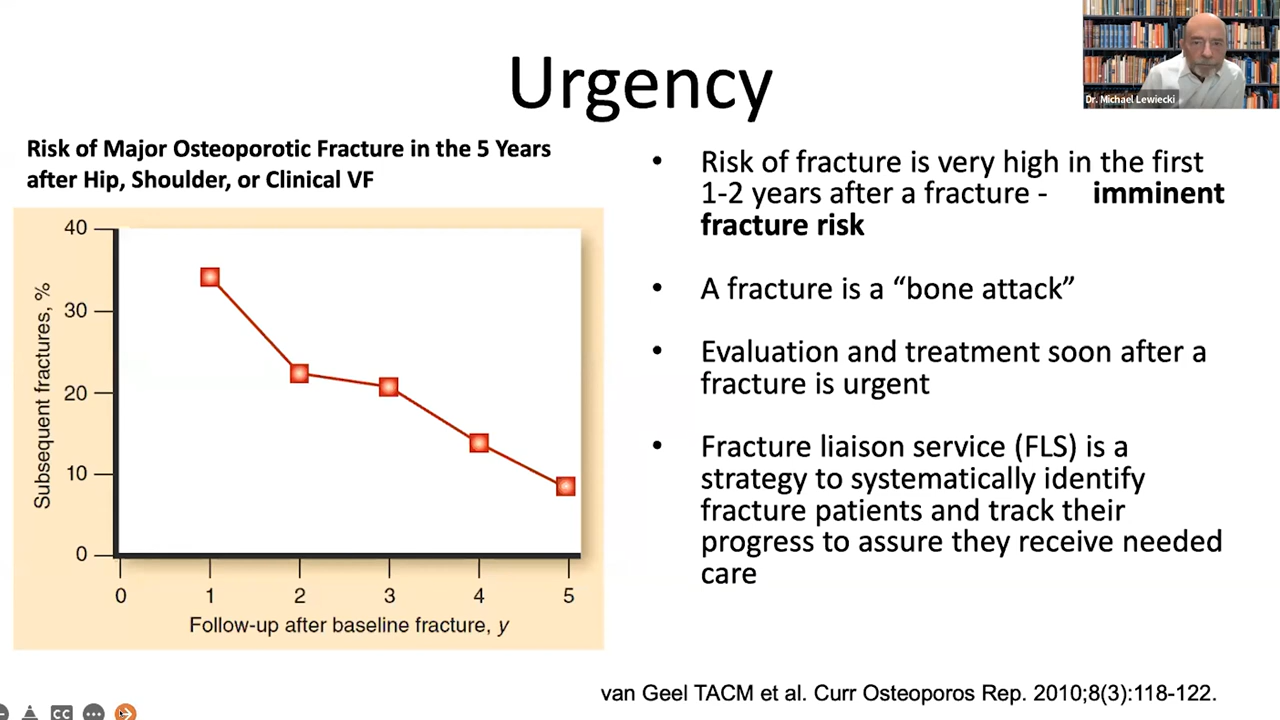 Urgency
Dr. Michael Lewiecki
Risk of Major Osteoporotic Fracture in the 5 Years
after Hip, Shoulder, or Clinical VF
40
30
20
10
0
Subsequent fractures, %
0 1 2 3 4 5
Follow-up after baseline fracture, y
• Risk of fracture is very high in the first
1-2 years after a fracture - imminent
fracture risk
• A fracture is a “bone attack”
• Evaluation and treatment soon after a
fracture is urgent
• Fracture liaison service (FLS) is a
strategy to systematically identify
fracture patients and track their
progress to assure they receive needed
care
van Geel TACM et al. Curr Osteoporos Rep. 2010;8(3):118-122.
CC